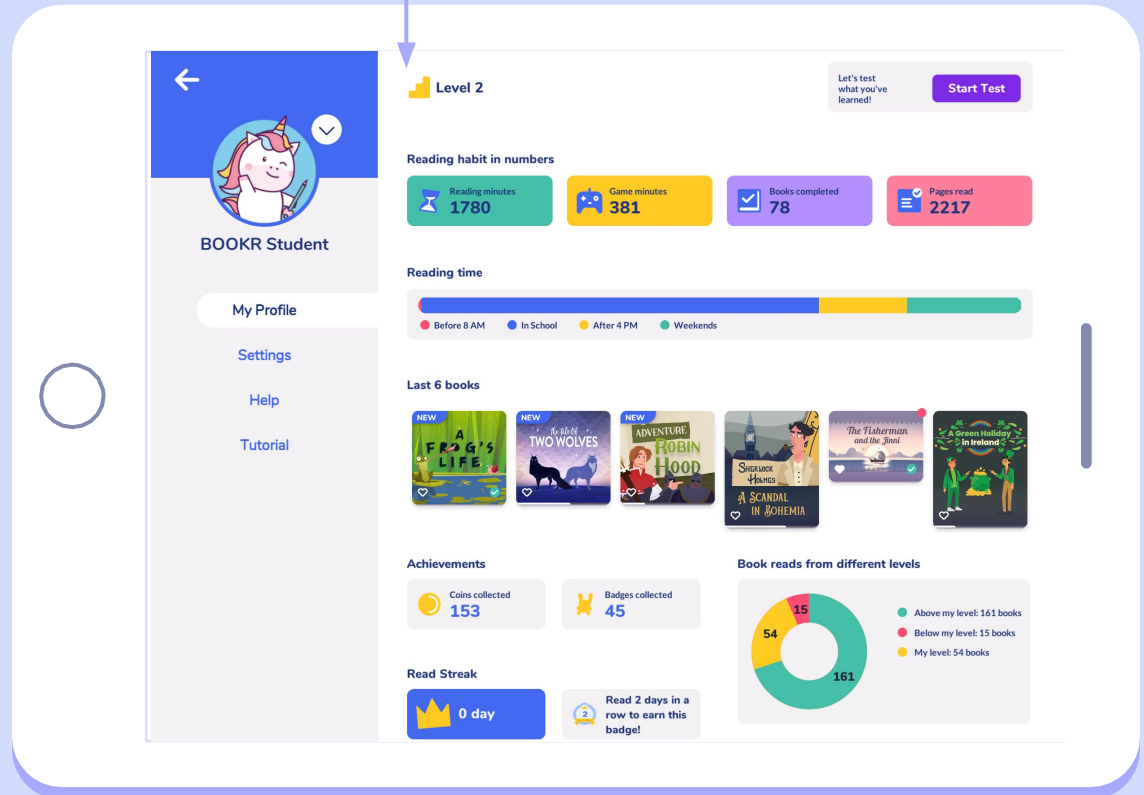 Level 2
Let's test
what you've
learned!
Start Test
BOOKR Student
My Profile
Settings
Help
Tutorial
Reading habit in numbers
Reading minutes
1780
Game minutes
381
Books completed
78
Pages read
2217
Reading time
Before 8 AM
In School
After 4 PM
Weekends
Last 6 books
NEW
A
FROG'S
LIFE
NEW
The Tale Of
TWO WOLVES
NEW
ADVENTURE
ROBIN
HOOD
SHERLOCK
HOLMES
A SCANDAL
IN BOHEMIA
The Fisherman
and the Jinni
A Green Holiday
in Ireland
Achievements
Coins collected
153
Badges collected
45
Read Streak
0 day
2
Read 2 days in a
row to earn this
badge!
Book reads from different levels
15
54
161
Above my level: 161 books
Below my level: 15 books
My level: 54 books